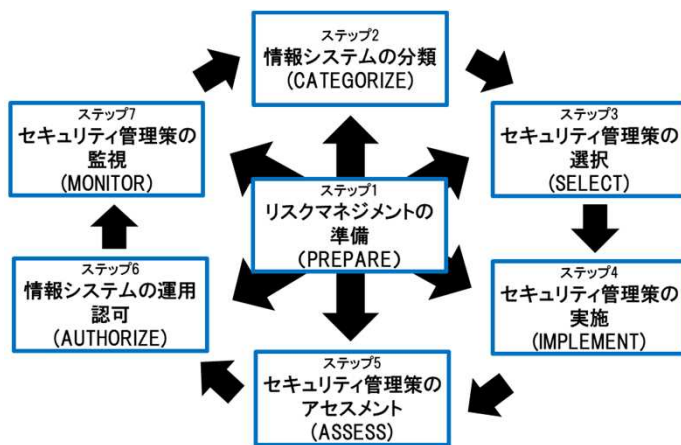 ステップ2
情報システムの分類
(CATEGORIZE)
ステップ7
セキュリティ管理策の
監視
(MONITOR)
ステップ3
セキュリティ管理策の
選択
(SELECT)
ステップ1
リスクマネジメントの
準備
(PREPARE)
ステップ6
情報システムの運用
認可
(AUTHORIZE)
ステップ4
セキュリティ管理策の
実施
(IMPLEMENT)
ステップ5
セキュリティ管理策の
アセスメント
(ASSESS)